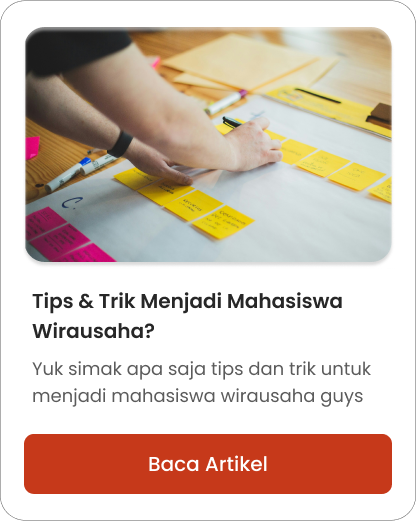 Tips & Trik Menjadi Mahasiswa
Wirausaha?
Yuk simak apa saja tips dan trik untuk
menjadi mahasiswa wirausaha guys
Baca Artikel